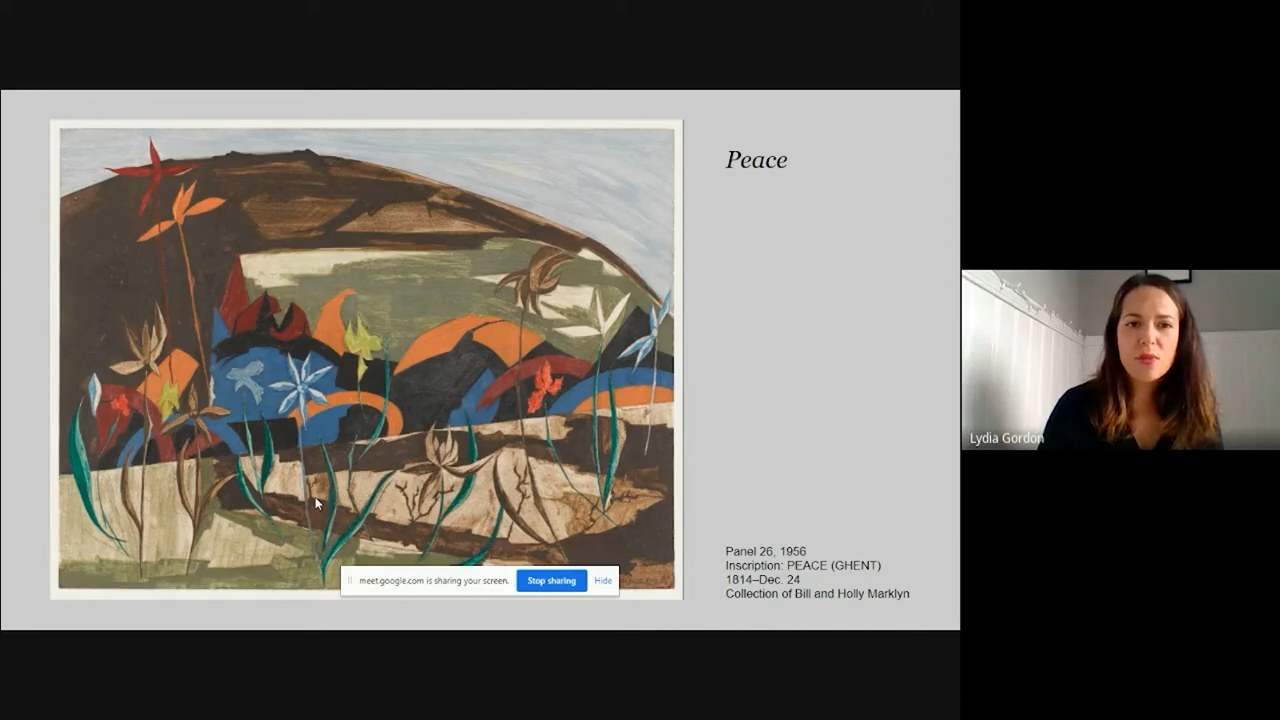 Peace
Panel 26, 1956
Inscription: PEACE (GHENT)
1814–Dec. 24
Collection of Bill and Holly Marklyn
meet.google.com is sharing your screen.
Stop sharing
Hide
Lydia Gordon